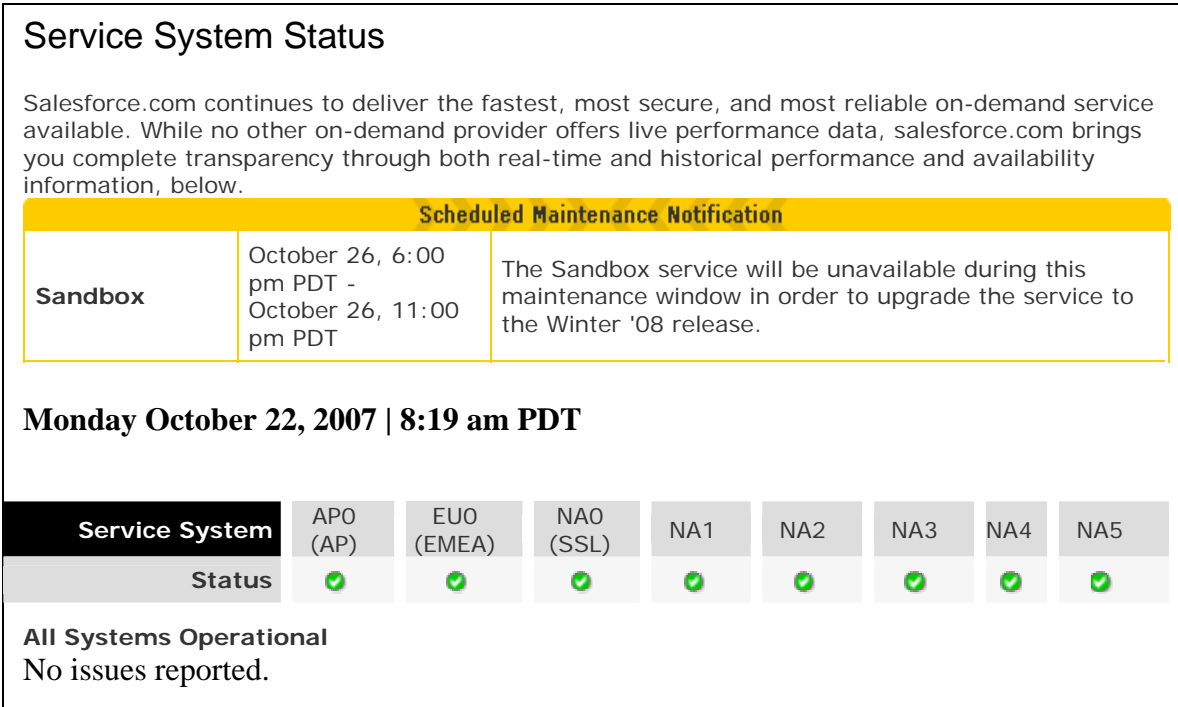 Service System Status
Salesforce.com continues to deliver the fastest, most secure, and most reliable on-demand service
available. While no other on-demand provider offers live performance data, salesforce.com brings
you complete transparency through both real-time and historical performance and availability
information, below.
Scheduled Maintenance Notification
Sandbox
October 26, 6:00
pm PDT -
October 26, 11:00
pm PDT
The Sandbox service will be unavailable during this
maintenance window in order to upgrade the service to
the Winter '08 release.
Monday October 22, 2007 | 8:19 am PDT
Service System
AP0
(AP)
EU0
(EMEA)
NA0
(SSL)
NA1
NA2
NA3
NA4
NA5
Status
All Systems Operational
No issues reported.